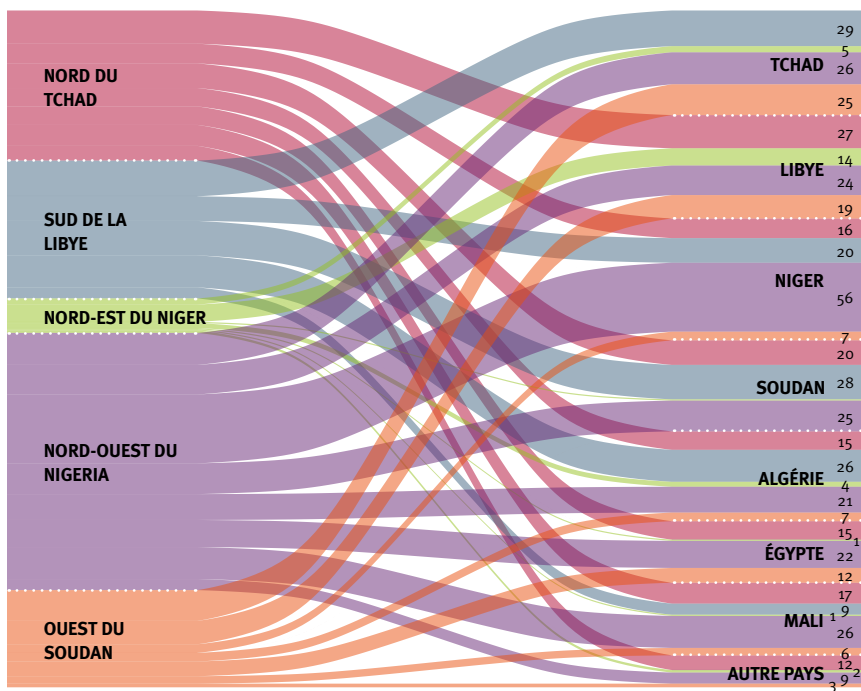 NORD DU
TCHAD
SUD DE LA
LIBYE
NORD-EST DU NIGER
NORD-OUEST DU
NIGERIA
OUEST DU
SOUDAN
29
5
TCHAD 26
25
27
14
LIBYE 24
19
16
20
NIGER
56
7
20
SOUDAN 28
25
15
26
ALGÉRIE
4
21
7
15
1
ÉGYPTE 22
12
17
9
MALI 1
26
6
12
AUTRE PAYS 2
9
3